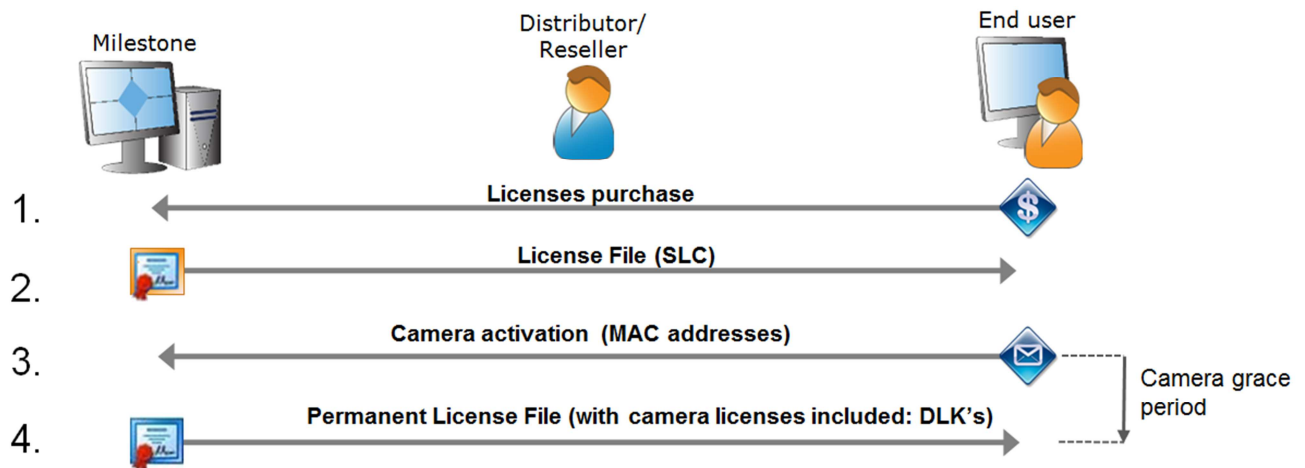 Milestone
Distributor/
Reseller
End user
1.
Licenses purchase
2.
License File (SLC)
3.
Camera activation (MAC addresses)
Camera grace
period
4.
Permanent License File (with camera licenses included: DLK's)